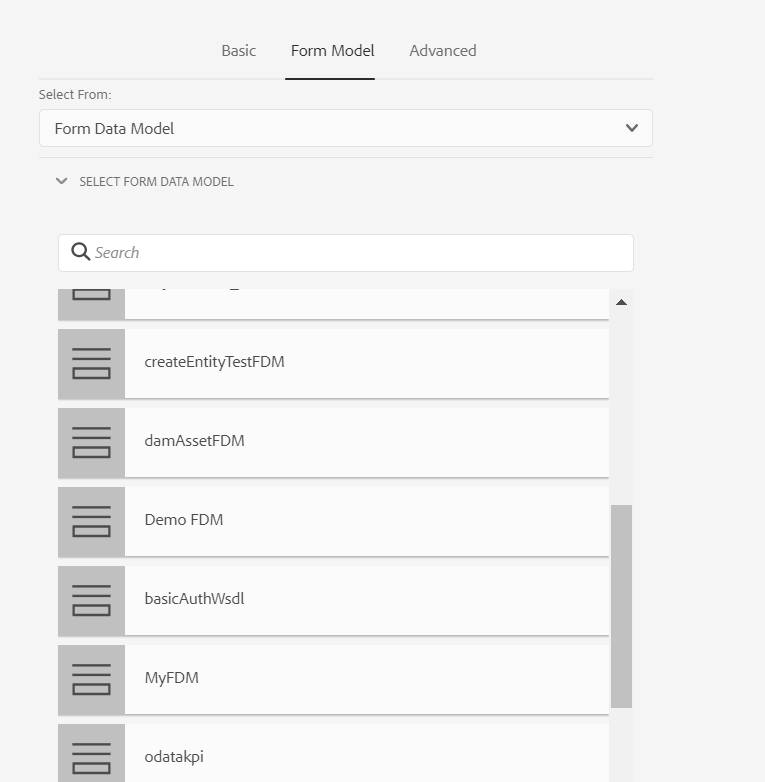 Basic Form Model Advanced
Select From:
Form Data Model
SELECT FORM DATA MODEL
Search
createEntityTestFDM
damAssetFDM
Demo FDM
basicAuthWsdl
MyFDM
odatakpi